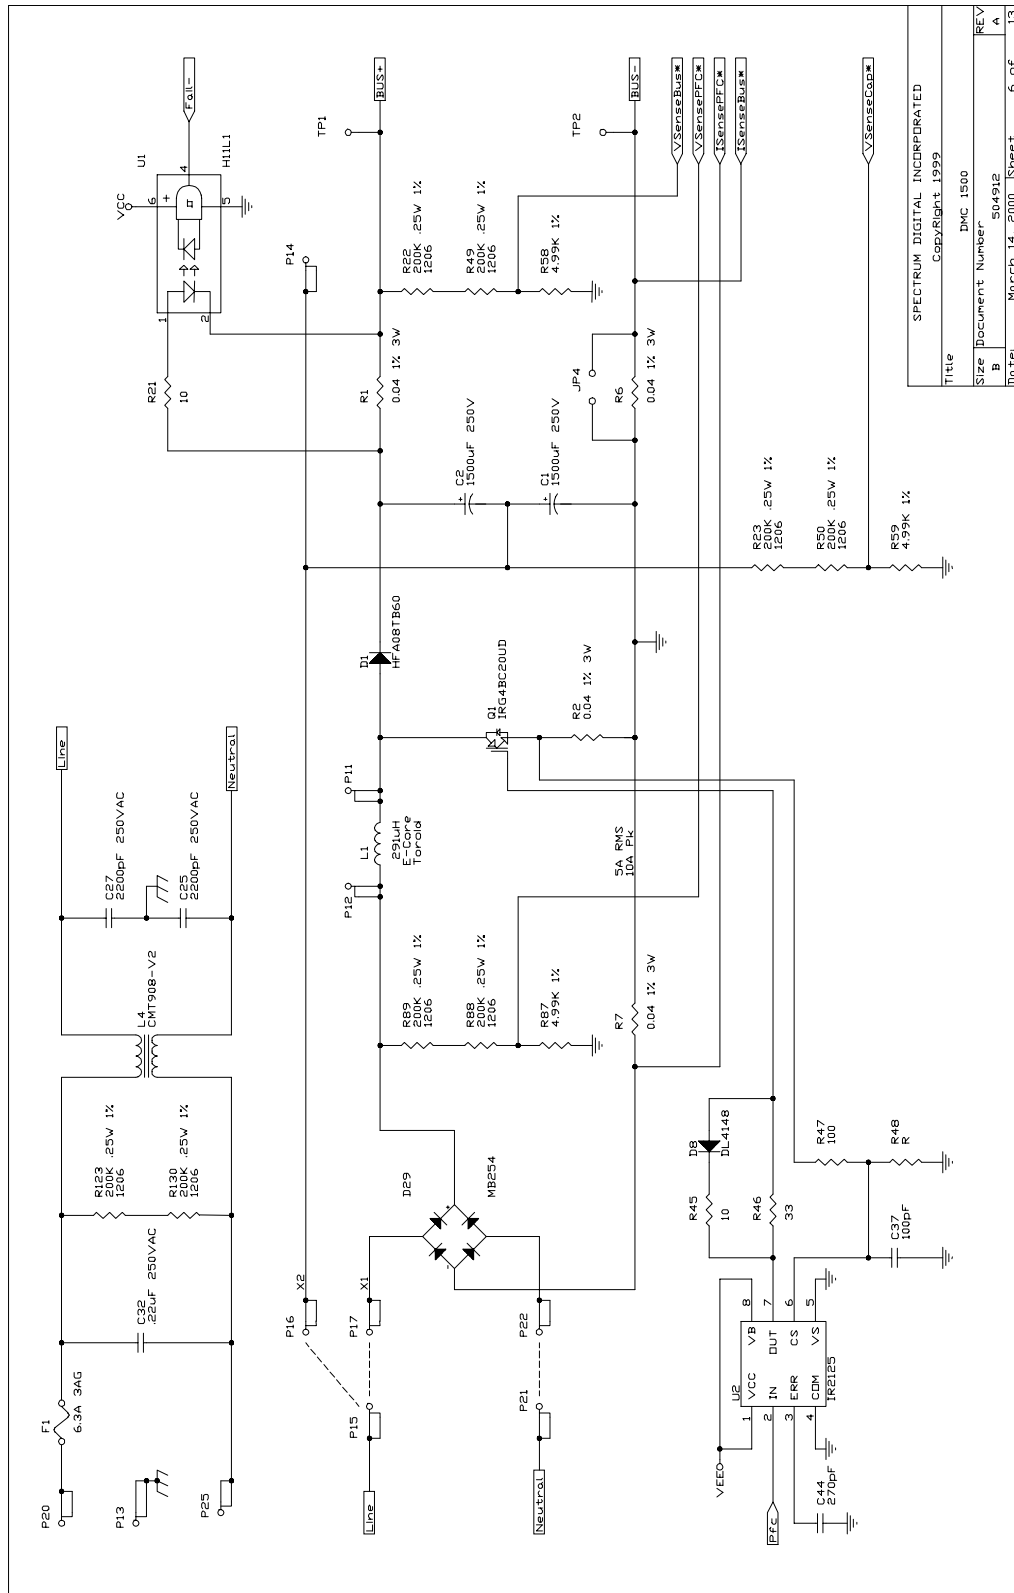 P20
F1
6.3A 3AG
C32
.22uF 250VAC
R123
200K .25W 1%
1206
R130
200K .25W 1%
1206
L4
CMT908-V2
C27
2200pF 250VAC
C25
2200pF 250VAC
Line
Neutral
P13
P25
U1
H11L1
VCC
6
5
4
1
2
+
Fail-
R21
10
P14
P16
X2
P15
P17
X1
Line
P21
P22
Neutral
D29
MB254
+
-
R89
200K .25W 1%
1206
R88
200K .25W 1%
1206
R87
4.99K 1%
P12
L1
291uH
E-Core
Toroid
P11
D1
HFA08TB60
Q1
IRG4BC20UD
R2
0.04 1% 3W
R7
0.04 1% 3W
5A RMS
10A Pk
C2
1500uF 250V
+
C1
1500uF 250V
+
R1
0.04 1% 3W
JP4
R6
0.04 1% 3W
R22
200K .25W 1%
1206
R49
200K .25W 1%
1206
R58
4.99K 1%
TP1
BUS+
TP2
BUS-
VSenseBus*
VSensePFC*
ISensePFC*
ISenseBus*
VSenseCap*
R23
200K .25W 1%
1206
R50
200K .25W 1%
1206
R59
4.99K 1%
VEE
Pfc
U2
1 VCC VB 8
2 IN OUT 7
3 ERR CS 6
4 COM VS 5
IR2125
C44
270pF
R45
10
D8
DL4148
R46
33
C37
100pF
R47
100
R48
R
SPECTRUM DIGITAL INCORPORATED
CopyRight 1999
Title
DMC 1500
Size Document Number REV
B 504912 A
Date: March 14, 2000 Sheet 6 of 13